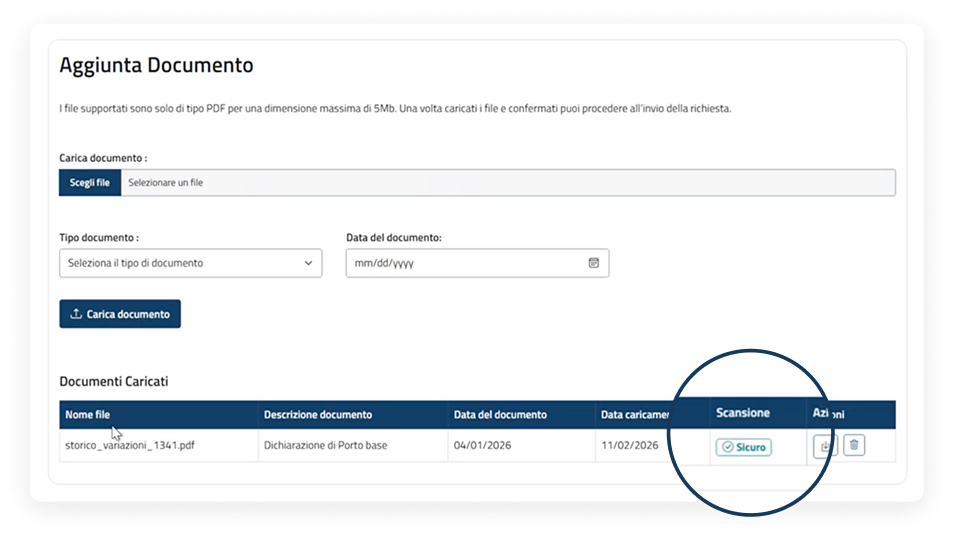 Aggiunta Documento
I file supportati sono solo di tipo PDF per una dimensione massima di 5Mb. Una volta caricati i file e confermati puoi procedere all'invio della richiesta.
Carica documento :
Scegli file Selezionare un file
Tipo documento : Data del documento:
Seleziona il tipo di documento mm/dd/yyyy
Carica documento
Documenti Caricati
Nome file Descrizione documento Data del documento Data caricamen Scansione Azioni
storico_variazioni_1341.pdf Dichiarazione di Porto base 04/01/2026 11/02/2026 Sicuro